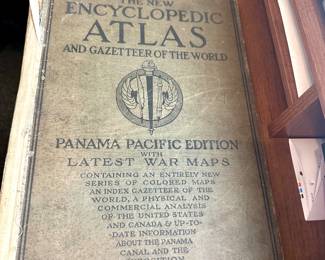 THE NEW
ENCYCLOPEDIC
ATLAS
AND GAZETTEER OF THE WORLD
PANAMA PACIFIC EDITION
WITH
LATEST WAR MAPS
CONTAINING AN ENTIRELY NEW
SERIES OF COLORED MAPS
AN INDEX GAZETTEER OF THE
WORLD, A PHYSICAL AND
COMMERCIAL ANALYSIS
OF THE UNITED STATES
AND CANADA & UP-TO-
DATE INFORMATION
ABOUT THE PANAMA
CANAL AND THE
EXPOSITION